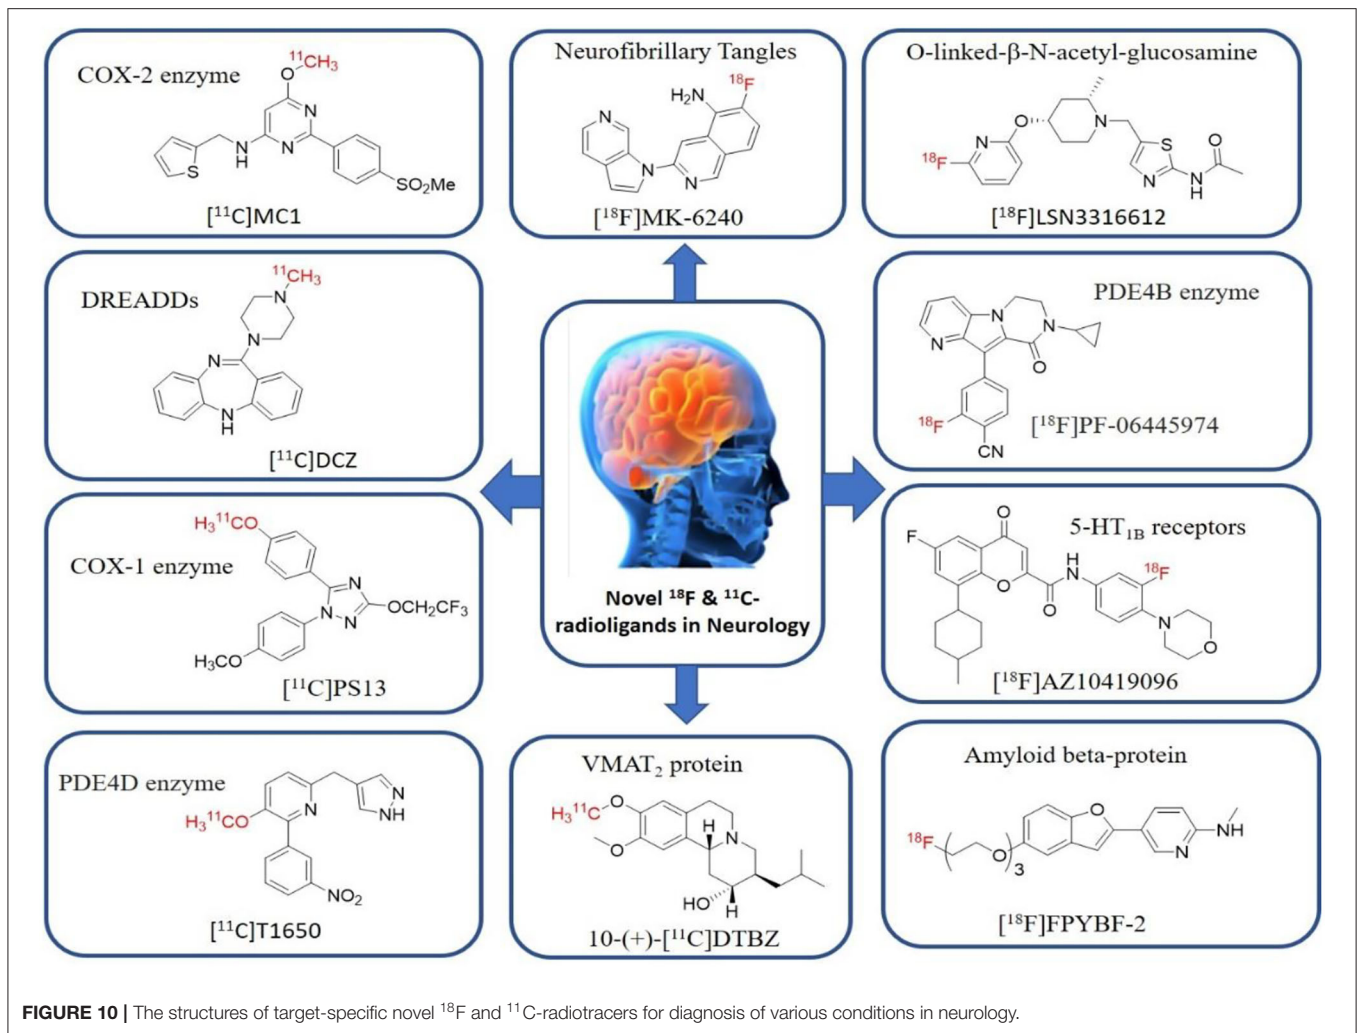 COX-2 enzyme
¹¹CH₃
O
N
N
H
N
S
SO₂Me
[¹¹C]MC1
Neurofibrillary Tangles
¹⁸F
H₂N
N
N
N
[¹⁸F]MK-6240
O-linked-β-N-acetyl-glucosamine
O
N
N
¹⁸F
S
O
N
NH
[¹⁸F]LSN3316612
DREADDs
¹¹CH₃
N
N
N
N
H
[¹¹C]DCZ
PDE4B enzyme
N
N
N
O
¹⁸F
CN
[¹⁸F]PF-06445974
COX-1 enzyme
H₃¹¹CO
N
N
N
OCH₂CF₃
H₃CO
[¹¹C]PS13
Novel ¹⁸F & ¹¹C-
radioligands in Neurology
5-HT₁B receptors
O
F
H
N
¹⁸F
O
O
N
O
[¹⁸F]AZ10419096
PDE4D enzyme
N
N
NH
H₃¹¹CO
NO₂
[¹¹C]T1650
VMAT₂ protein
H₃¹¹C
O
O
H
N
HO
H
10-(+)-[¹¹C]DTBZ
Amyloid beta-protein
O
¹⁸F
O
3
N
NH
[¹⁸F]FPYBF-2
FIGURE 10 | The structures of target-specific novel ¹⁸F and ¹¹C-radiotracers for diagnosis of various conditions in neurology.